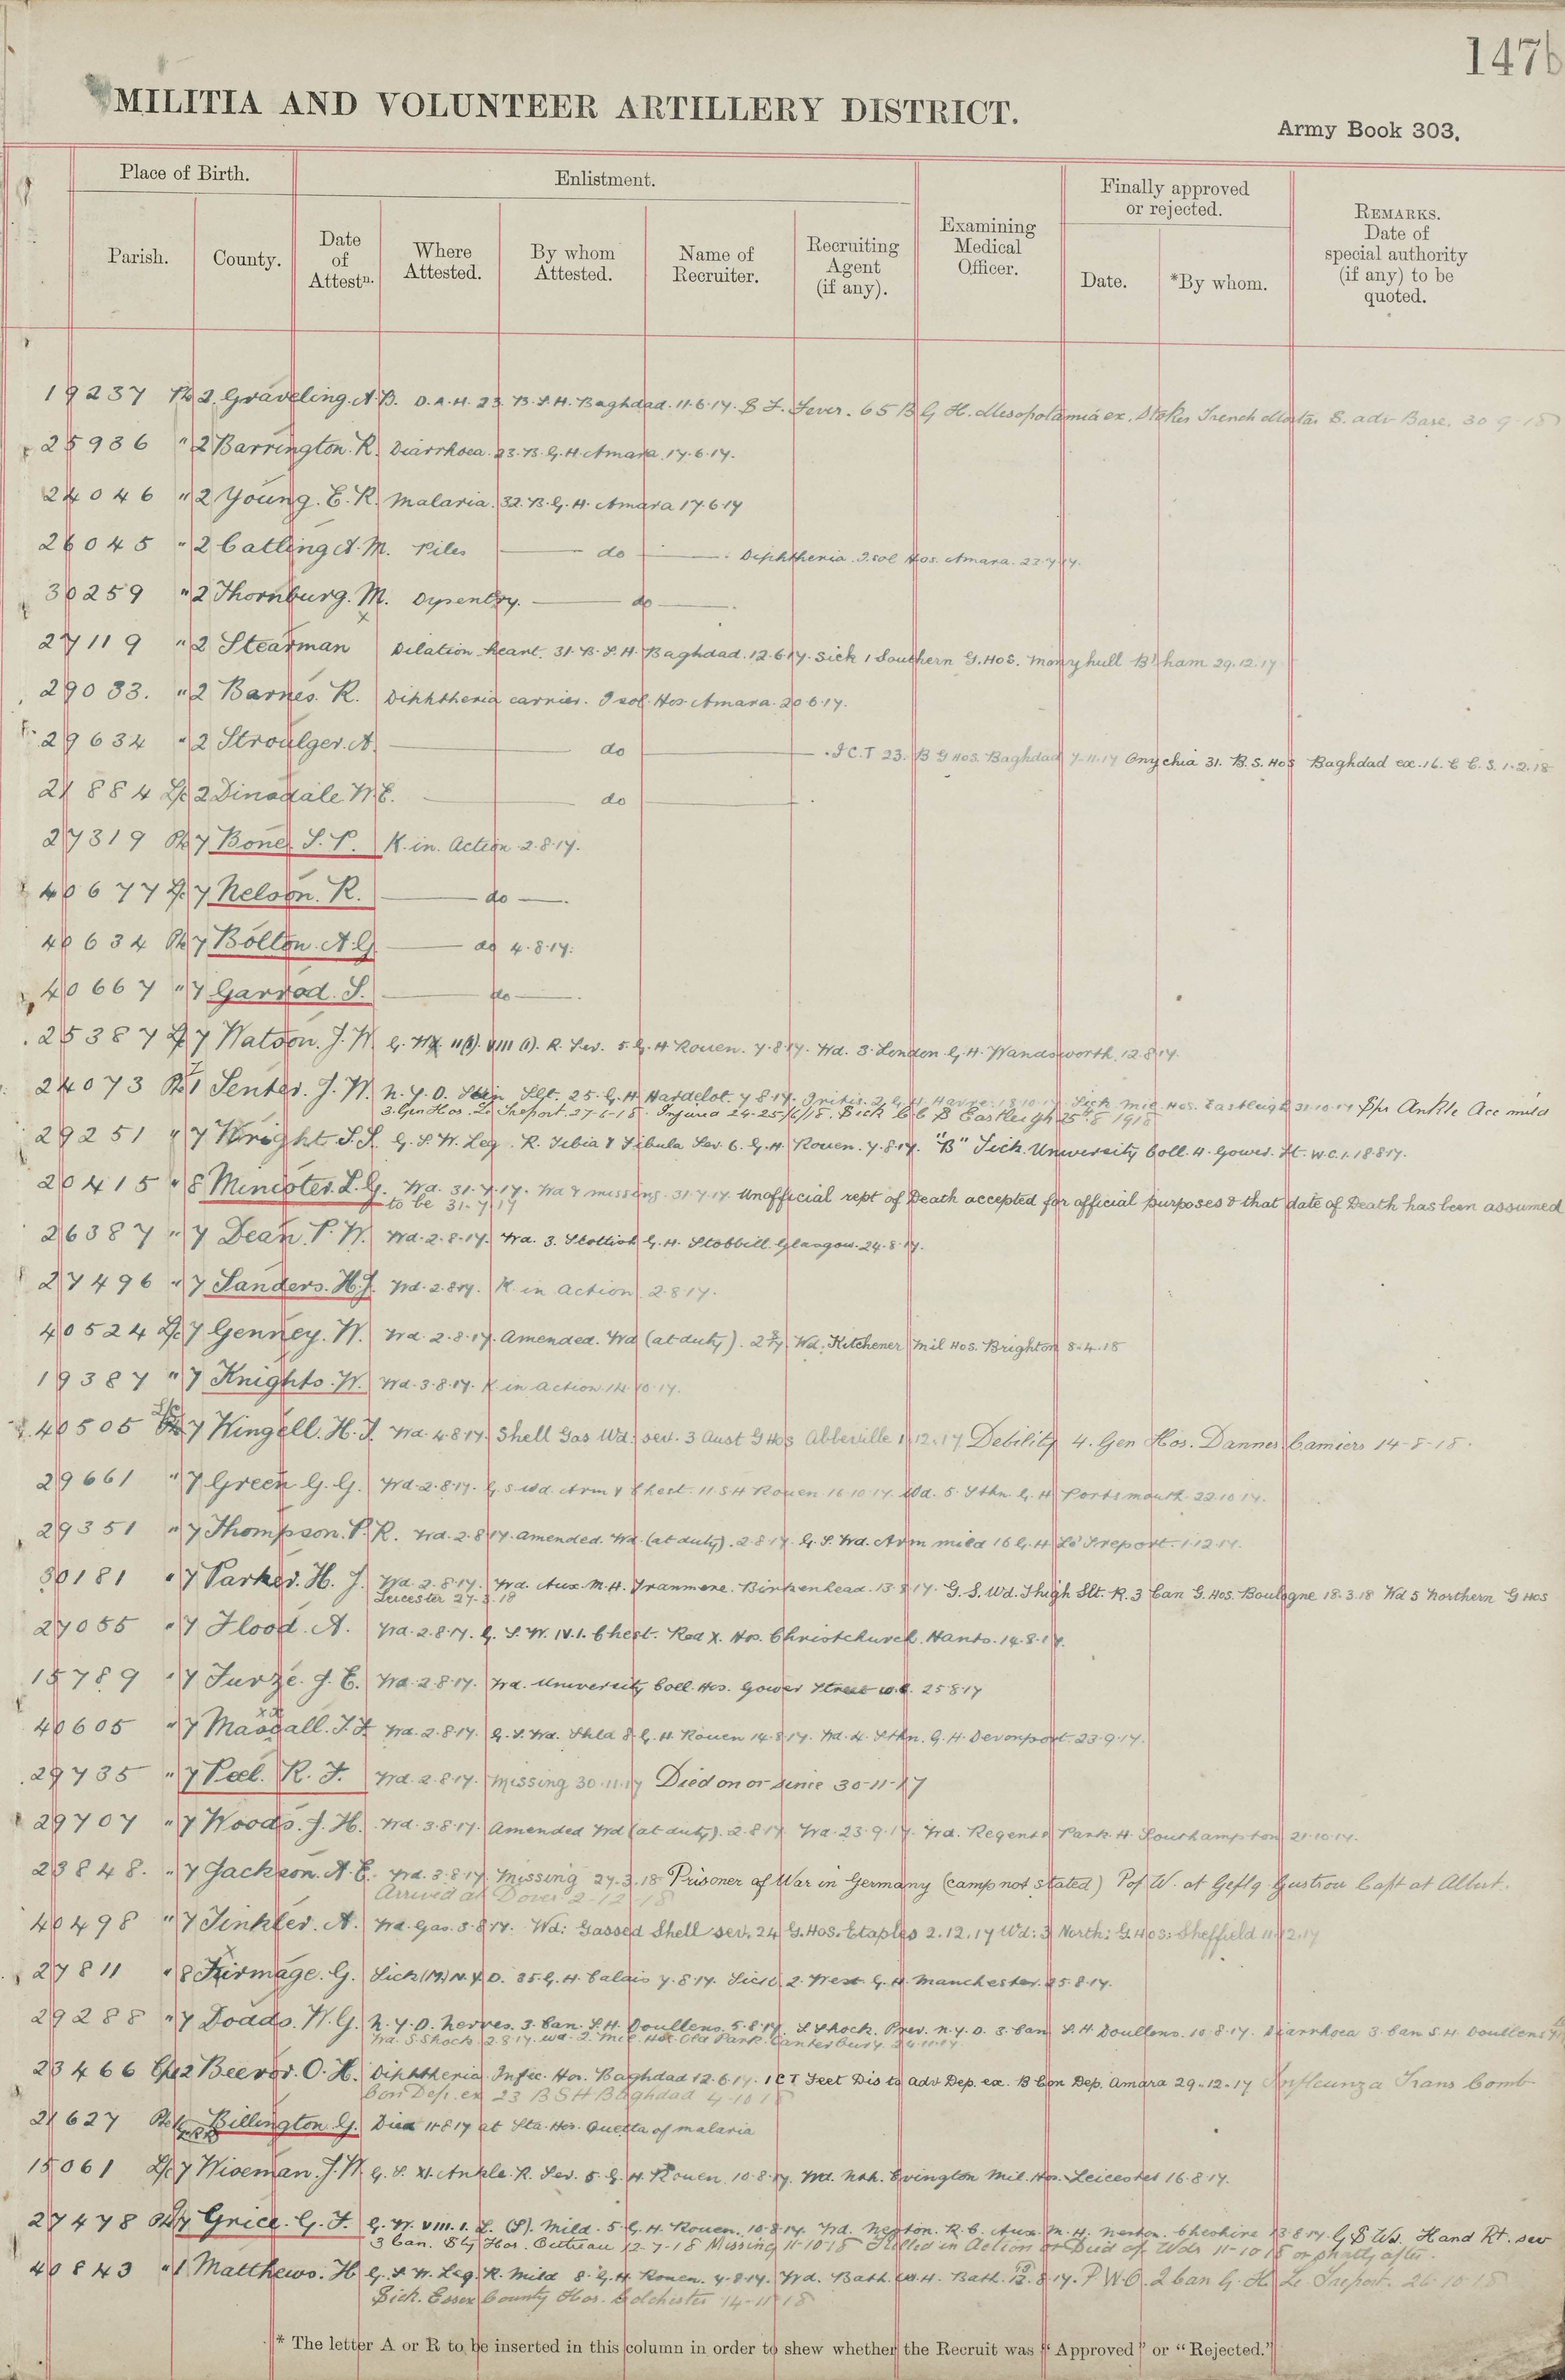 147b
MILITIA AND VOLUNTEER ARTILLERY DISTRICT.
Army Book 303.
Place of Birth. Enlistment. Finally approved or rejected.
Parish. County. Date of Attestn. Where Attested. By whom Attested. Name of Recruiter. Recruiting Agent (if any). Examining Medical Officer. Date. *By whom. REMARKS. Date of special authority (if any) to be quoted.
19237 Pte 2 Graveling. A.B. D.A.H. 23. B.S.H. Baghdad. 11.6.17. S.F. Fever. 65 B G H. Mesopotamia ex. Stokes Trench Mortar S. adv Base. 30 9 18
25986 " 2 Barrington. R. Diarrhoea. 23. B. G. H. Amara. 17.6.17.
24046 " 2 Young. E. R. Malaria. 32. B. G. H. Amara 17.6.17
26045 " 2 Catling A. M. Piles do Diphtheria. Isol Hos. Amara. 22.7.17.
30259 " 2 Thornburg. M. Dysentry. do
27119 " 2 Stearman Dilation heart. 31. B. S. H. Baghdad. 12.6.17. Sick 1 Southern G. Hos. Monyhull B'ham 29.12.17
29033. " 2 Barnes. R. Diphtheria carrier. Isol. Hos. Amara. 20.6.17.
29634 " 2 Stroulger. A. do I.C.T 23. B G Hos. Baghdad 7.11.17 Onychia 31. B. S. Hos Baghdad ex. 16. C C. S. 1.2.18
21884 L/c 2 Dinsdale W.E. do
27319 Pte 7 Bone. S. P. K. in. Action. 2.8.17.
40677 L/c 7 Nelson. R. do
40634 Pte 7 Bolton. A. G. do 4.8.17.
40667 " 7 Garrod. S. do
25387 L/c 7 Watson. J. W. G. W. R. Sev. 5. G. H Rouen. 7.8.17. Wd. 3. London G. H. Wandsworth. 12.8.17.
24073 Pte 1 Senter. J. W. N.Y.D. Skin Slt. 25. G. H Hardelot. 7.8.17. 2 G. H. Havre. 18.10.17. Sick Mil Hos. Eastleigh 31.10.17 Spr Ankle Acc mild
3. Gen Hos. Le Treport. 27-6-18. Injured 24-25/6/18. Sick C C S Eastleigh 25 1918
29251 " 7 Wright. S. J. G. S. W. Leg. R. Tibia & Fibula Sev. 6. G. H. Rouen. 7.8.17. "B" Sick. University Coll. H. Gower. St. W.C.1. 18.8.17.
20415 " 8 Minister. L. G. Wd. 31.7.17. Wd & missing. 31.7.17 Unofficial rept of Death accepted for official purposes & that date of Death has been assumed
to be 31.7.17
26387 " 7 Dean. P. W. Wd. 2.8.17. Wd. 3. Scottish G. H. Stobhill. Glasgow. 24.8.17.
27496 " 7 Sanders. H. J. Wd. 2.8.17. K in action 2.8.17.
40524 L/c 7 Genney. W. Wd. 2.8.17. Amended. Wd (at duty). Wd. Kitchener Mil Hos. Brighton 8.4.18
19387 " 7 Knights. W. Wd. 3.8.17. K in action 14.10.17.
40505 7 Wingell. H. J. Wd. 4.8.17. Shell Gas Wd: sev. 3 Aust G Hos Abbeville 1.12.17 Debility 4. Gen Hos. Dannes Camiers 14-8-18.
29661 " 7 Green G. G. Wd. 2.8.17. G S Wd. Arm & Chest. 11 S H Rouen 16.10.17. Wd. 5. Sthn G. H Portsmouth. 22.10.17.
29351 " 7 Thompson. P. R. Wd. 2.8.17. Amended. Wd. (at duty). 2.8.17. G. S. Wd. Arm mild 16 G. H Le Treport. 1.12.17.
30181 " 7 Parker. H. J. Wd. 2.8.17. Wd. Aux. M. H. Tranmere. Birkenhead. 13.8.17. G. S. Wd. Thigh Slt. R. 3 Can G. Hos. Boulogne 18.3.18 Wd 5 Northern G Hos
Leicester 27.3.18
27055 " 7 Flood. A. Wd. 2.8.17. G. S. W. IV. 1. Chest. Red X. Hos. Christchurch. Hants. 14.8.17.
15789 " 7 Furze. J. E. Wd. 2.8.17. Wd. University Coll. Hos. Gower Street W.C. 25.8.17
40605 " 7 Massall. J. F. Wd. 2.8.17. G. S. Wd. Shld 8. G. H. Rouen 14.8.17. Wd. 4. Sthn. G. H Devonport. 23.9.17.
29735 " 7 Peel. R. F. Wd. 2.8.17. Missing 30.11.17 Died on or since 30-11-17
29707 " 7 Woods. J. H. Wd. 3.8.17. Amended Wd (at duty). 2.8.17. Wd. 23.9.17. Wd. Regents Park H. Southampton 21.10.17.
23848. " 7 Jackson. A. E. Wd. 3.8.17. Missing 27.3.18 Prisoner of War in Germany (camp not stated) P of W. at Geflg Gustrow Capt at Albert.
Arrived at Dover 2-12-18
40498 " 7 Tinkler. A. Wd. Gas. 3.8.17. Wd: Gassed Shell sev. 24 G. Hos. Etaples 2.12.17 Wd: 3 North: G. Hos: Sheffield 11.12.17
27811 " 8 Firmage. G. Sick (M) N.Y.D. 35. G. H. Calais 7.8.17. Sick 2. West. G. H. Manchester. 25.8.17.
29288 " 7 Dodds. W. G. N.Y.D. Nerves. 3. Can. S. H. Doullens. 5.8.17. S Shock. Prev. N.Y.D. 3. Can. S. H Doullens. 10.8.17. Diarrhoea 3 Can S.H. Doullens
Wd. S. Shock. 2.8.17. Wd. 2. Mil. Hos. Old Park. Canterbury.
23466 2 Beevor. O. H. Diphtheria Infec. Hos. Baghdad 12.6.17. I C T Feet Dis to Adv Dep. ex. B Con Dep. Amara 29.12.17 Influenza Trans Comb
Con Dep. ex 23 B S H Baghdad 4-10-18
21627 Pte Billington G. Died 11.8.17 at Sta. Hos. Quetta of malaria
15061 L/c 7 Wiseman. J. W. G. S. W. Ankle. R. Sev. 5. G. H. Rouen. 10.8.17. Wd. Nth. Evington Mil. Hos. Leicester 16.8.17.
27478 7 Grice. G. F. G. W. VIII. 1. L. (S). Mild. 5. G. H. Rouen. 10.8.17. Wd. Neston. R. C. Aux. M. H. Neston. Cheshire 13.8.17. G S Wd. Hand Rt. sev
3 Can. Sty Hos. 12-7-18 Missing 11-10-18 Killed in Action or Died of Wds 11-10-18 or shortly after.
40843 " 1 Matthews. H G. S. W. Leg. R. Mild 8. G. H Rouen. 7.8.17. Wd. Bath W.H. Bath. 13.8.17. P.U.O. 2 Can G. H. Le Treport. 26.10.18
Sick. Essex County Hos. Colchester 14-11-18
* The letter A or R to be inserted in this column in order to shew whether the Recruit was "Approved" or "Rejected."